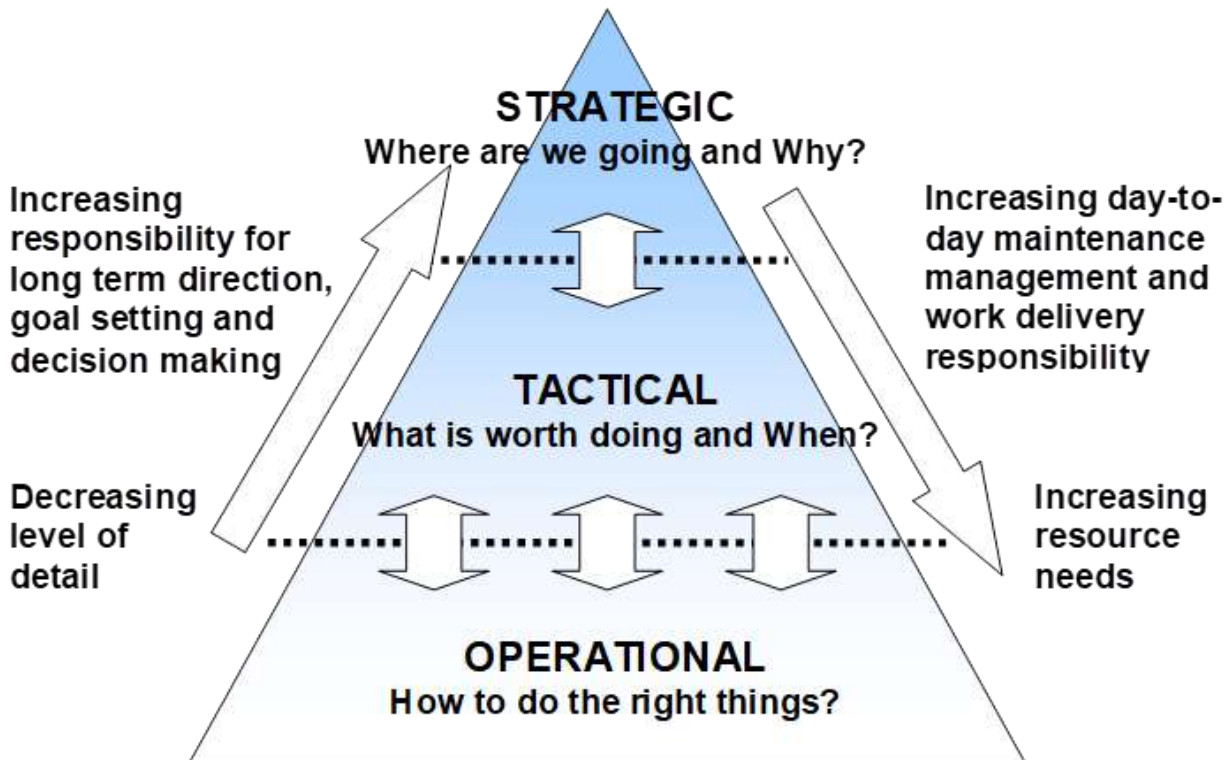 STRATEGIC
Where are we going and Why?
Increasing
responsibility for
long term direction,
goal setting and
decision making
Increasing day-to-
day maintenance
management and
work delivery
responsibility
TACTICAL
What is worth doing and When?
Decreasing
level of
detail
Increasing
resource
needs
OPERATIONAL
How to do the right things?